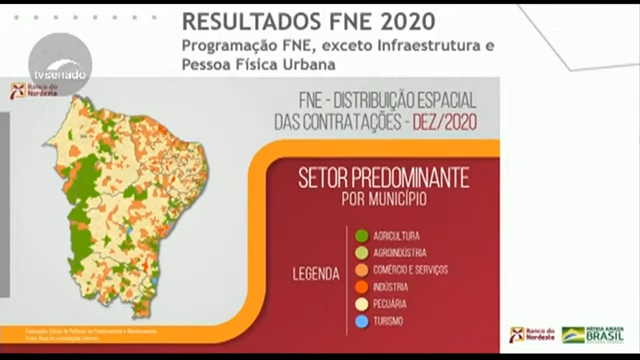 RESULTADOS FNE 2020
Programação FNE, exceto Infraestrutura e
Pessoa Física Urbana
tvsenado
Banco do
Nordeste
FNE - DISTRIBUIÇÃO ESPACIAL
DAS CONTRATAÇÕES - DEZ/2020
SETOR PREDOMINANTE
POR MUNICÍPIO
LEGENDA
AGRICULTURA
AGROINDÚSTRIA
COMÉRCIO E SERVIÇOS
INDÚSTRIA
PECUÁRIA
TURISMO
Banco do
Nordeste
PÁTRIA AMADA
BRASIL